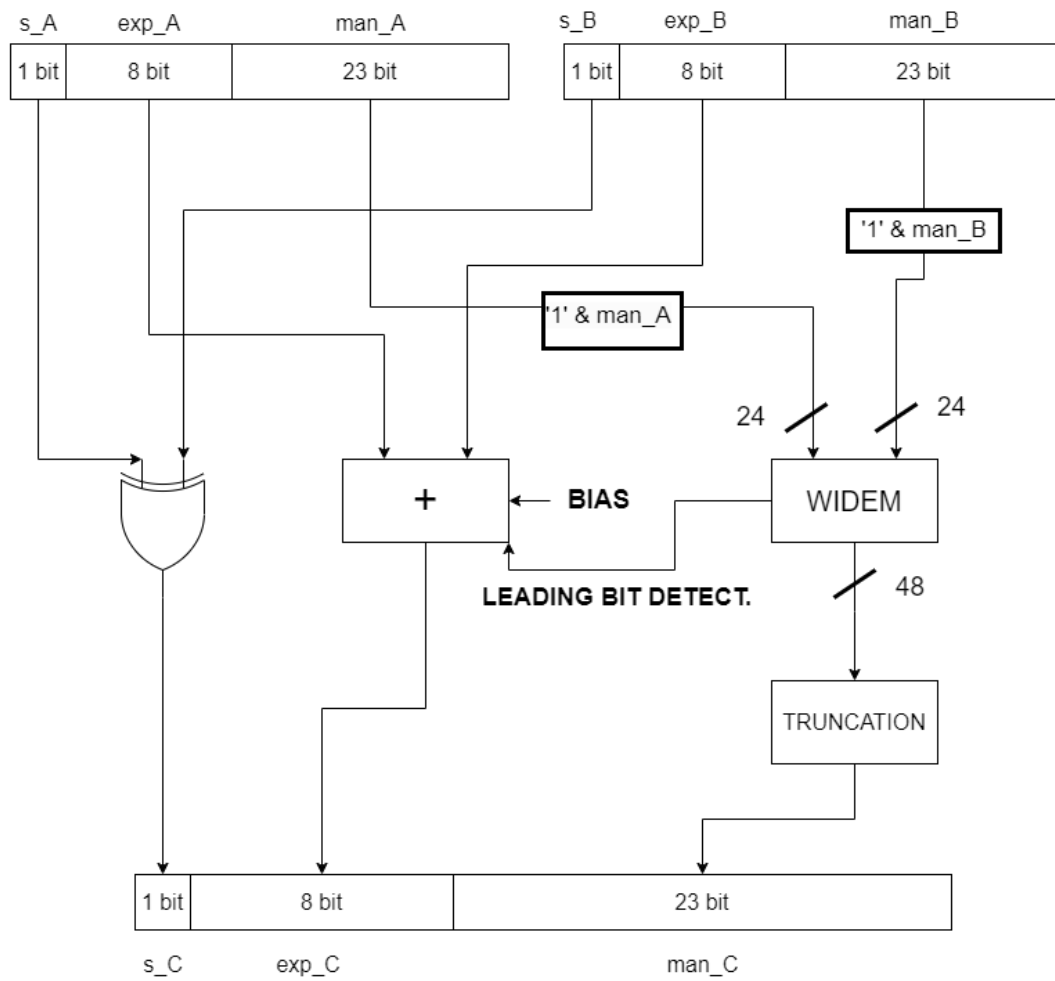 s_A exp_A man_A s_B exp_B man_B
1 bit 8 bit 23 bit 1 bit 8 bit 23 bit
'1' & man_B
'1' & man_A
24 24
+ BIAS WIDEM
LEADING BIT DETECT.
48
TRUNCATION
1 bit 8 bit 23 bit
s_C exp_C man_C